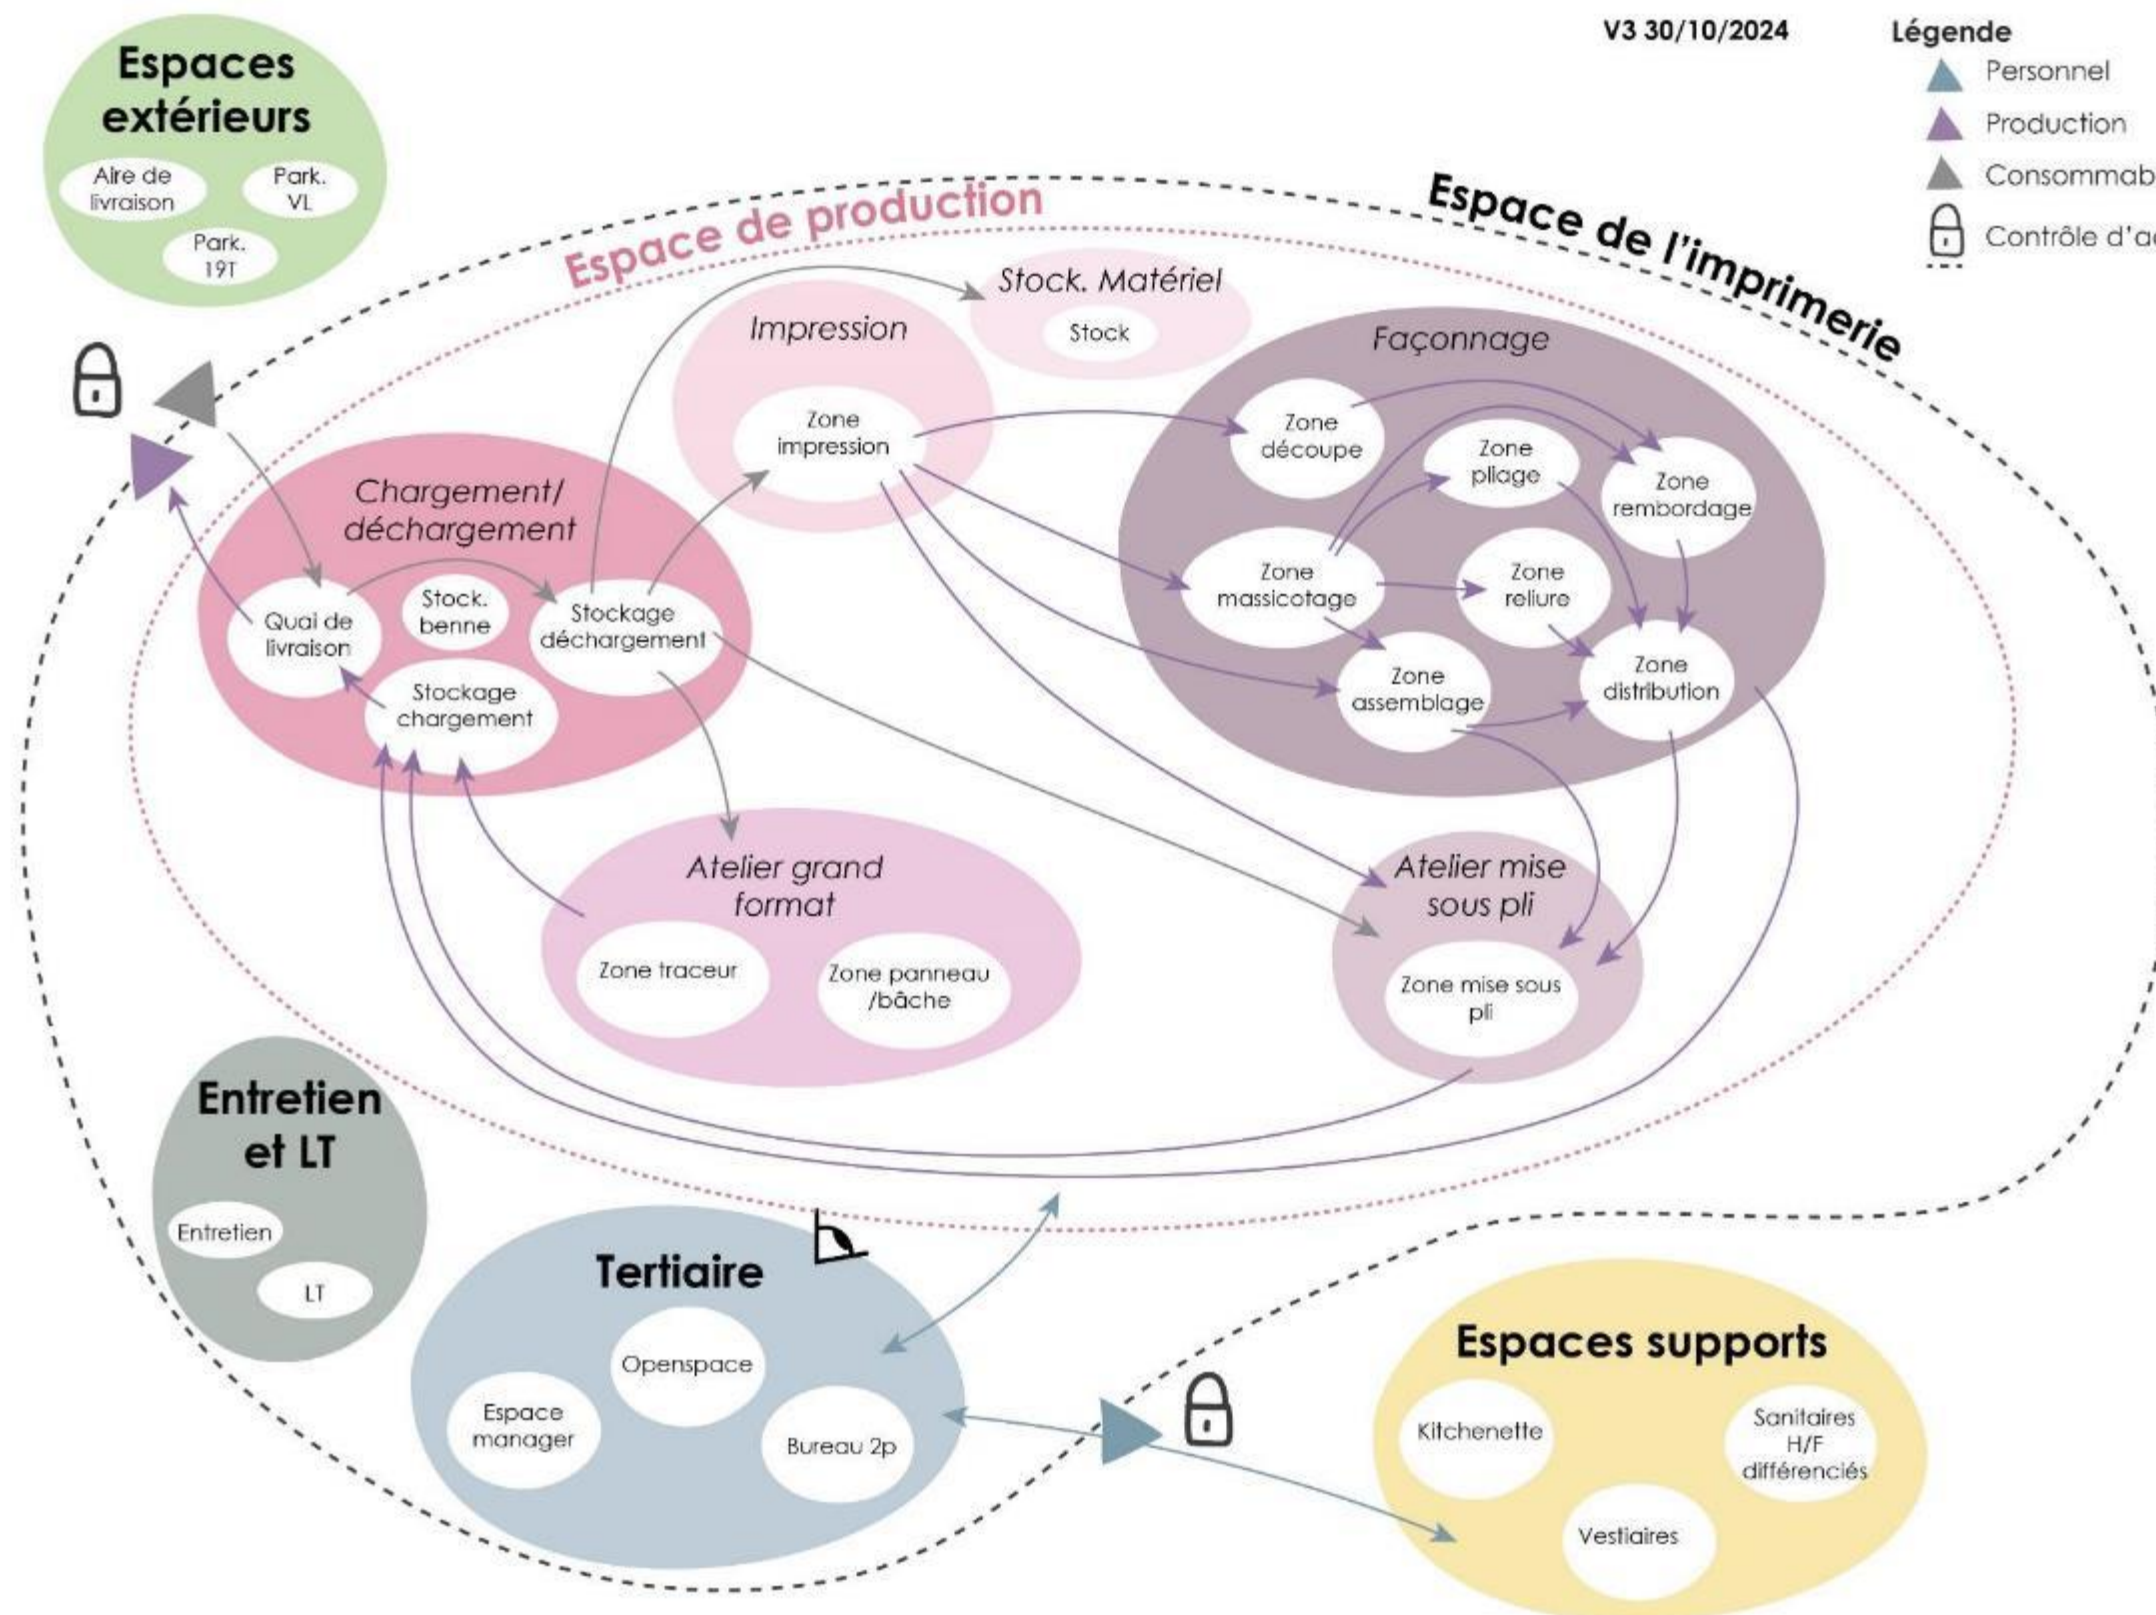 V3 30/10/2024
Légende
Personnel
Production
Consommab
Contrôle d'a
Espaces
extérieurs
Aire de
livraison
Park.
VL
Park.
19T
Espace de l'imprimerie
Espace de production
Stock. Matériel
Stock
Impression
Zone
impression
Façonnage
Zone
découpe
Zone
pliage
Zone
rembordage
Zone
massicotage
Zone
reliure
Zone
assemblage
Zone
distribution
Chargement/
déchargement
Quai de
livraison
Stock.
benne
Stockage
déchargement
Stockage
chargement
Atelier grand
format
Zone traceur
Zone panneau
/bâche
Atelier mise
sous pli
Zone mise sous
pli
Entretien
et LT
Entretien
LT
Tertiaire
Openspace
Espace
manager
Bureau 2p
Espaces supports
Kitchenette
Sanitaires
H/F
différenciés
Vestiaires